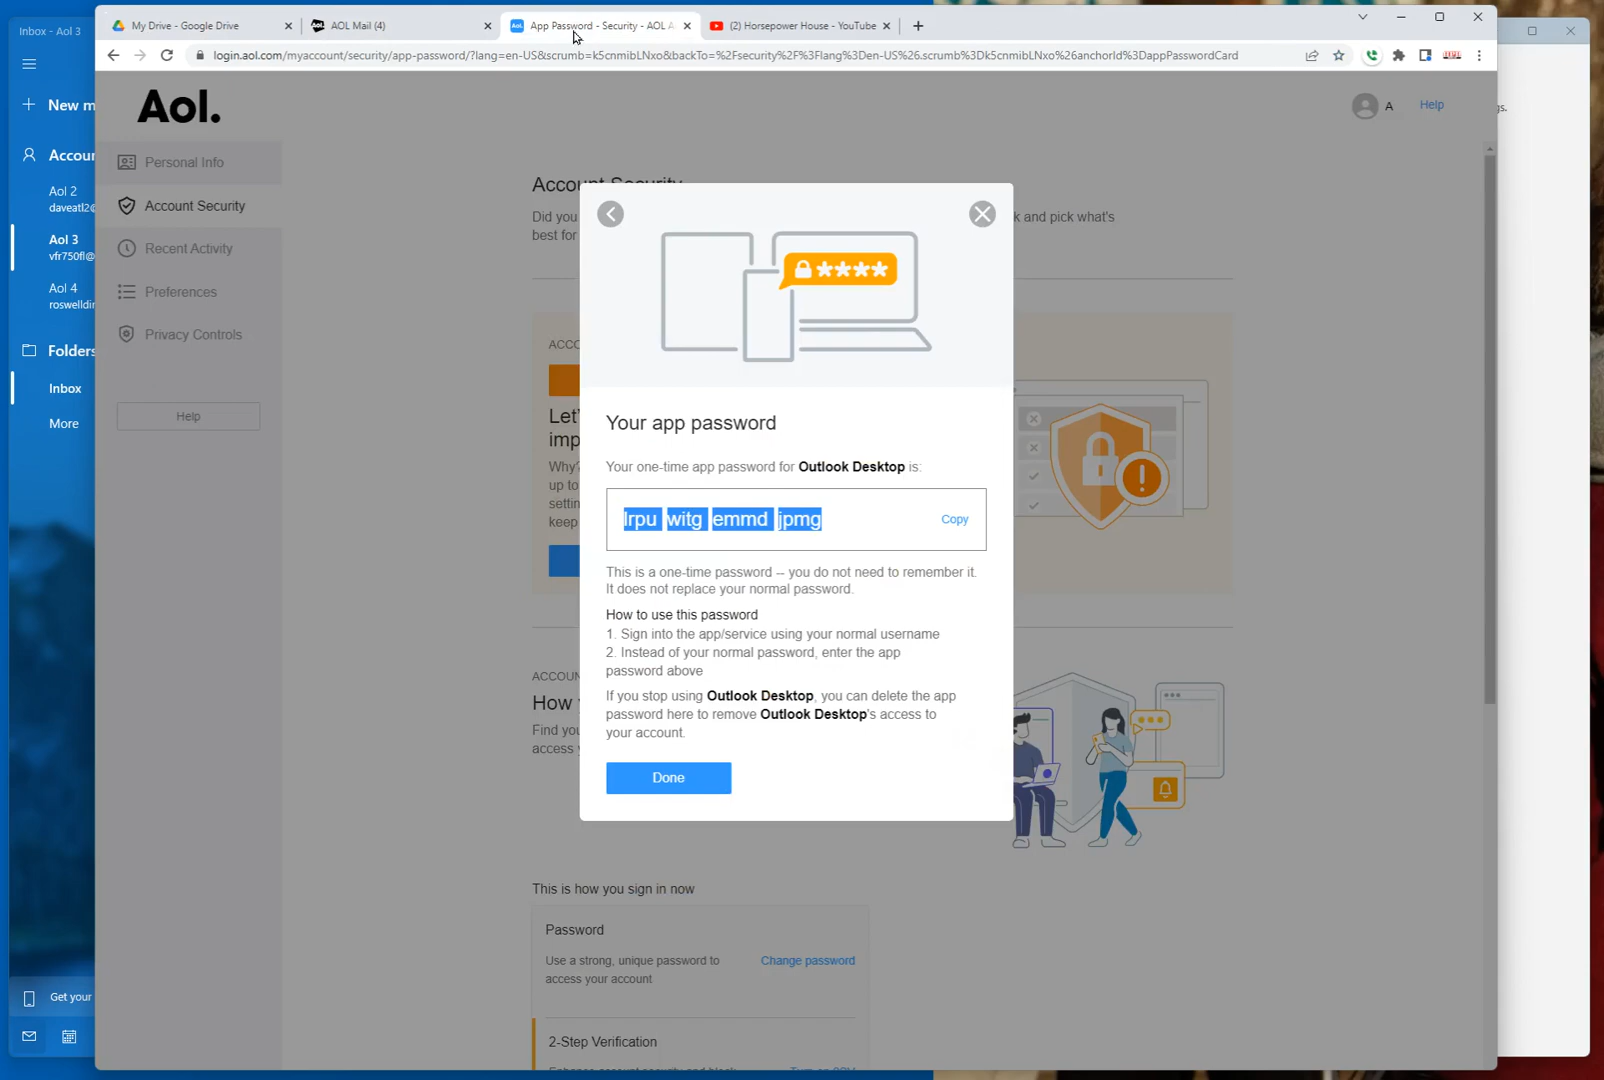 Inbox - Aol 3
My Drive - Google Drive
AOL Mail (4)
App Password - Security - AOL A
(2) Horsepower House - YouTube
login.aol.com/myaccount/security/app-password/?lang=en-US&scrumb=k5cnmibLNxo&backTo=%2Fsecurity%2F%3Flang%3Den-US%26.scrumb%3Dk5cnmibLNxo%26anchorId%3DappPasswordCard
New m
Accou
Aol 2
daveatl2@
Aol 3
vfr750fl@
Aol 4
roswelldin
Folders
Inbox
More
Get your
Aol.
A
Help
gs.
Personal Info
Account Security
Recent Activity
Preferences
Privacy Controls
Help
Account Security
Did you
k and pick what's
best for
ACCO
Let'
imp
Why?
up to
settin
keep
****
Your app password
Your one-time app password for Outlook Desktop is:
lrpu witg emmd jpmg
Copy
This is a one-time password -- you do not need to remember it.
It does not replace your normal password.
How to use this password
1. Sign into the app/service using your normal username
2. Instead of your normal password, enter the app
password above
If you stop using Outlook Desktop, you can delete the app
password here to remove Outlook Desktop's access to
your account.
Done
ACCOUN
How y
Find you
access y
This is how you sign in now
Password
Use a strong, unique password to
access your account
Change password
2-Step Verification